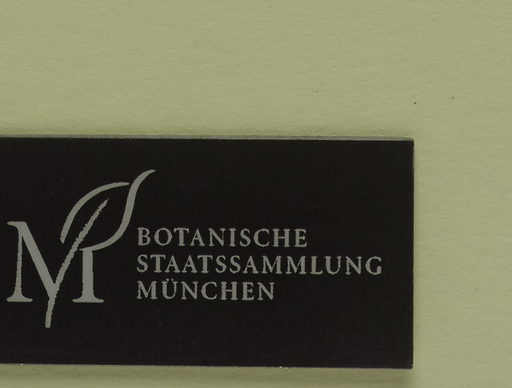 BOTANISCHE
STAATSSAMMLUNG
MÜNCHEN